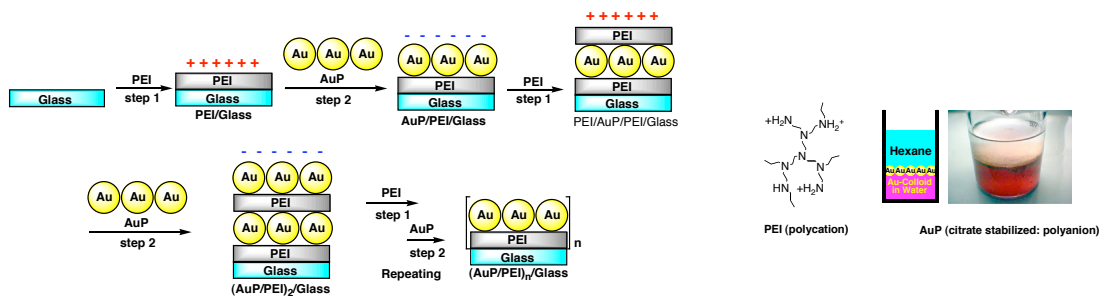 Glass
PEI
step 1
+ + + + + +
PEI
Glass
PEI/Glass
Au Au Au
AuP
step 2
- - - - - -
Au Au Au
PEI
Glass
AuP/PEI/Glass
PEI
step 1
+ + + + + +
PEI
Au Au Au
PEI
Glass
PEI/AuP/PEI/Glass
Au Au Au
AuP
step 2
- - - - - -
Au Au Au
PEI
Au Au Au
PEI
Glass
(AuP/PEI)2/Glass
PEI
step 1
AuP
step 2
Repeating
Au Au Au
PEI
n
Glass
(AuP/PEI)n/Glass
+H2N
NH2+
N
N
N
N
HN
+H2N
PEI (polycation)
Hexane
Au Au Au Au Au
Au-Colloid
in Water
AuP (citrate stabilized: polyanion)